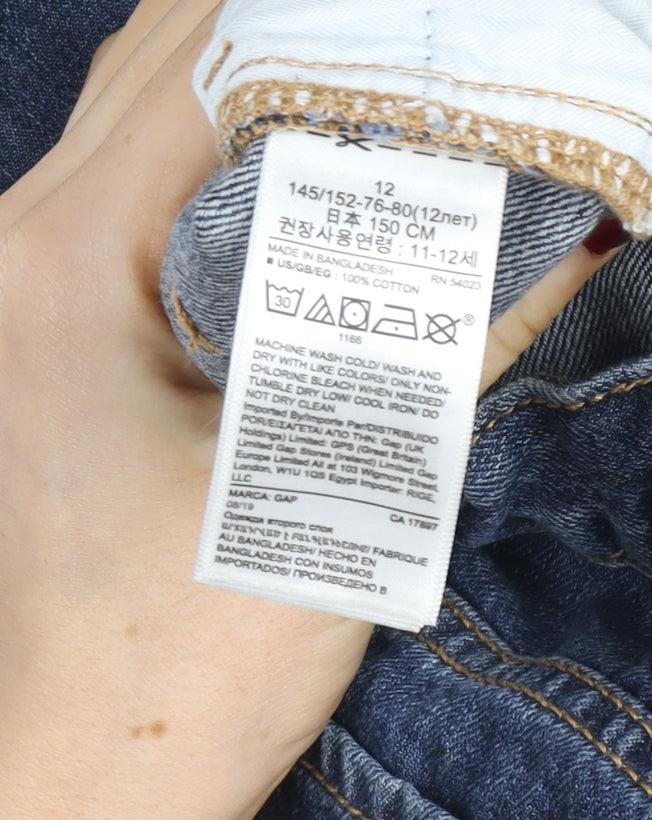 12
145/152-76-80(12лет)
日本 150 CM
권장사용연령 : 11-12세
MADE IN BANGLADESH RN 54023
■ US/GB/EG : 100% COTTON
30
®
1166
MACHINE WASH COLD/ WASH AND
DRY WITH LIKE COLORS/ ONLY NON-
CHLORINE BLEACH WHEN NEEDED/
TUMBLE DRY LOW/ COOL IRON/ DO
NOT DRY CLEAN
Imported By/Importe Par/DISTRIBUIDO
POR/ΕΙΣΑΓΕΤΑΙ ΑΠΟ ΤΗΝ: Gap (UK
Holdings) Limited: GPS (Great Britain)
Limited Gap Stores (Ireland) Limited Gap
Europe Limited All at 103 Wigmore Street,
London, W1U 1QS Egypt Importer: RIGE,
LLC
MARCA: GAP
08/19 CA 17897
Одежда второго слоя
FABRIQUE
AU BANGLADESH/ HECHO EN
BANGLADESH CON INSUMOS
IMPORTADOS/ ПРОИЗВЕДЕНО В